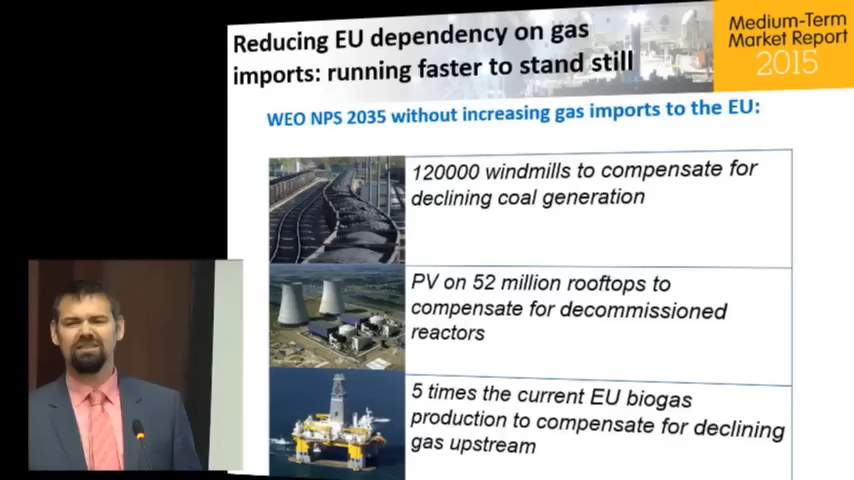 Reducing EU dependency on gas
imports: running faster to stand still
Medium-Term
Market Report
2015
WEO NPS 2035 without increasing gas imports to the EU:
120000 windmills to compensate for
declining coal generation
PV on 52 million rooftops to
compensate for decommissioned
reactors
5 times the current EU biogas
production to compensate for declining
gas upstream